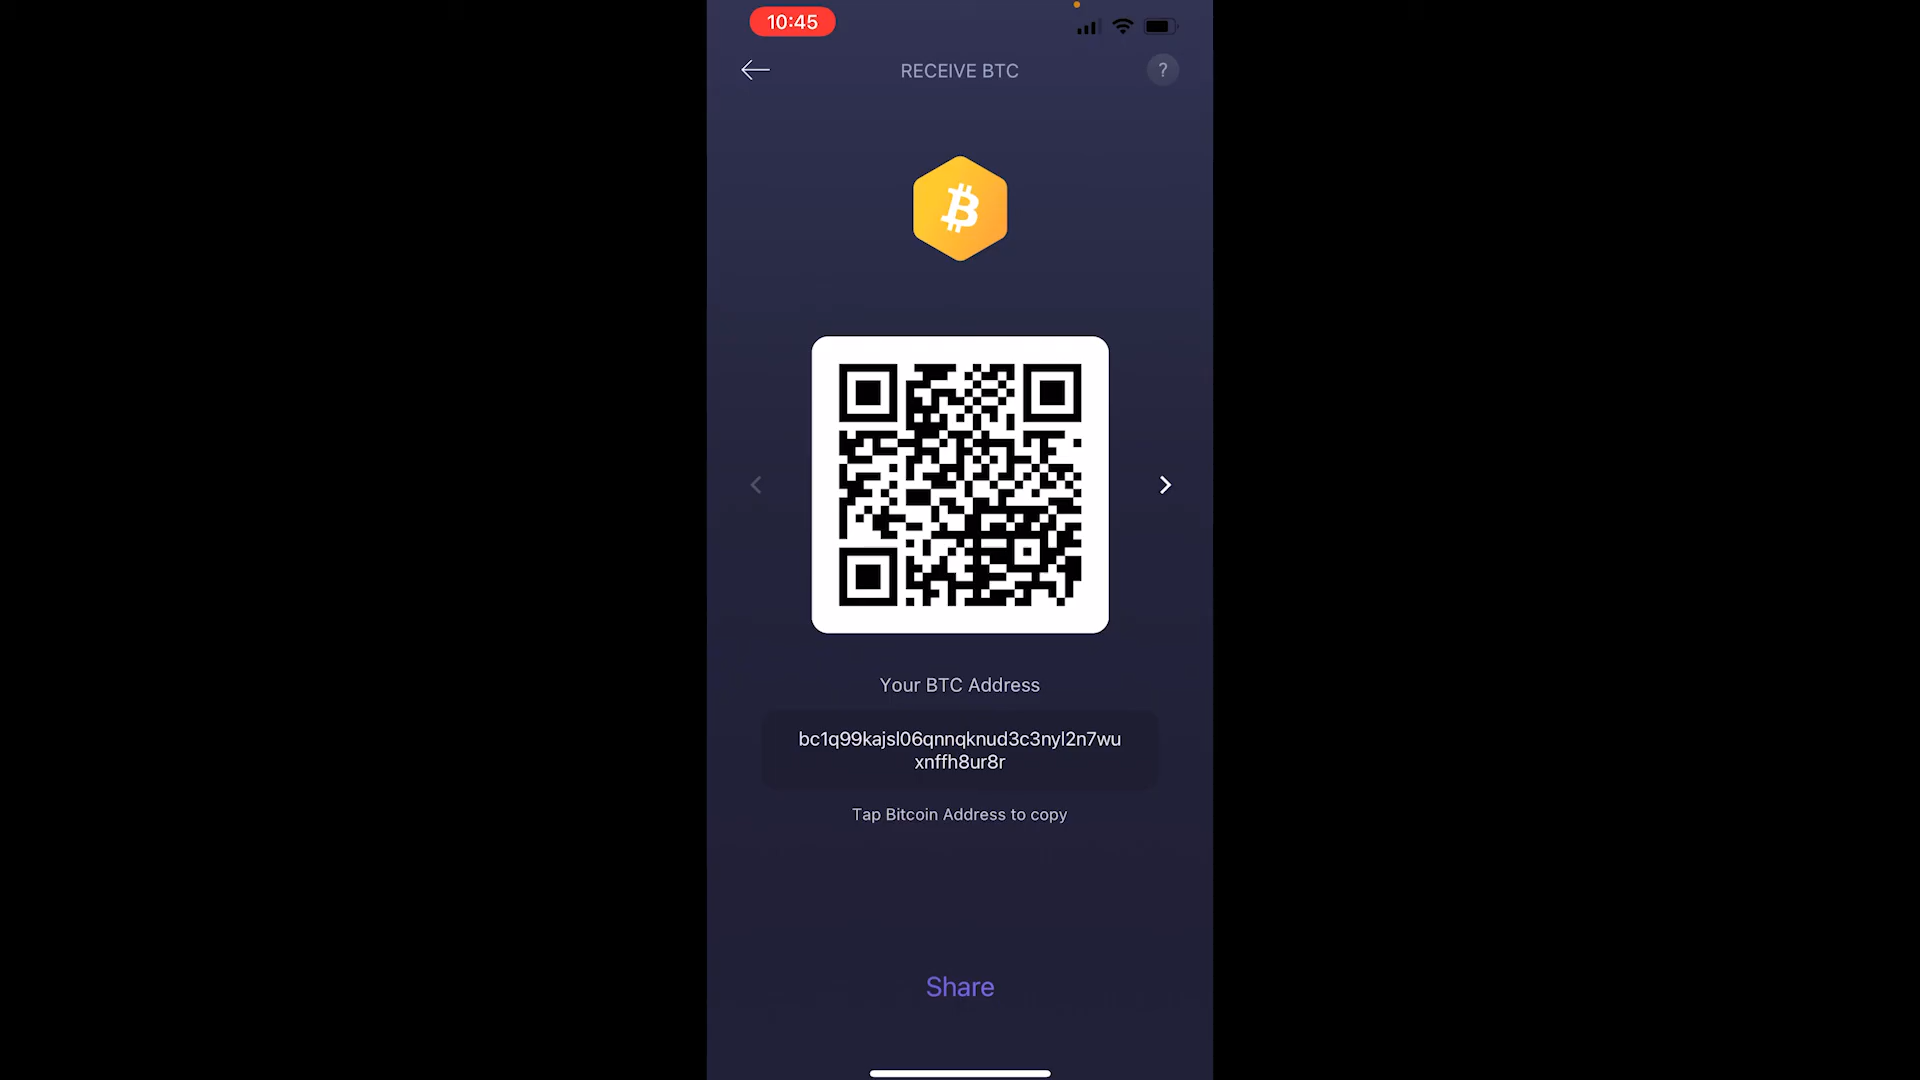 10:45
RECEIVE BTC
?
Your BTC Address
bc1q99kajsl06qnnqknud3c3nyl2n7wu
xnffh8ur8r
Tap Bitcoin Address to copy
Share